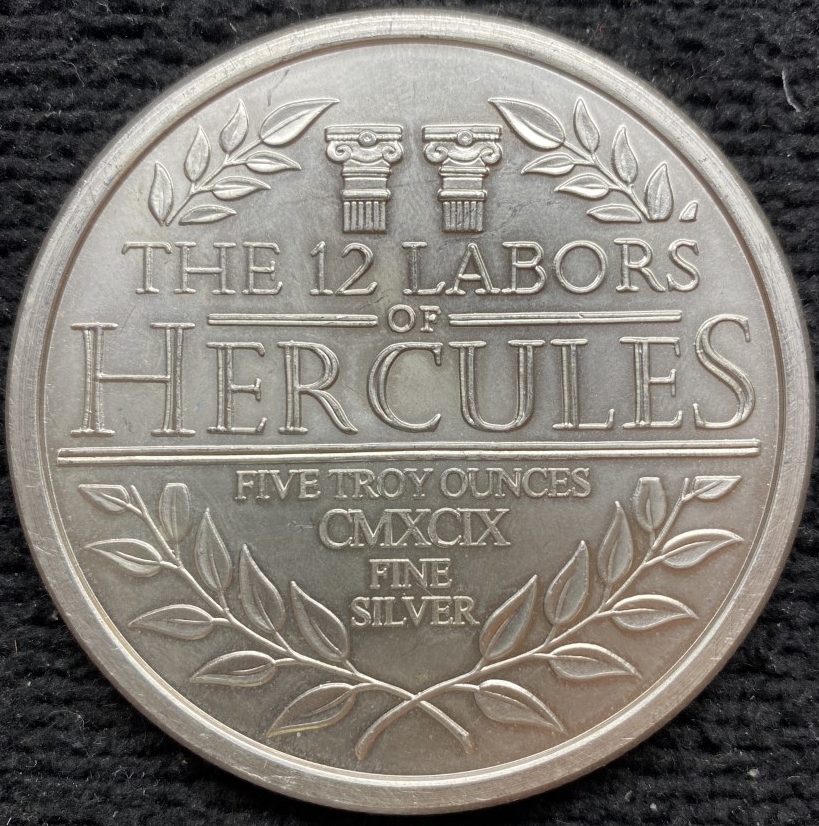 THE 12 LABORS
OF
HERCULES
FIVE TROY OUNCES
CMXCIX
FINE
SILVER